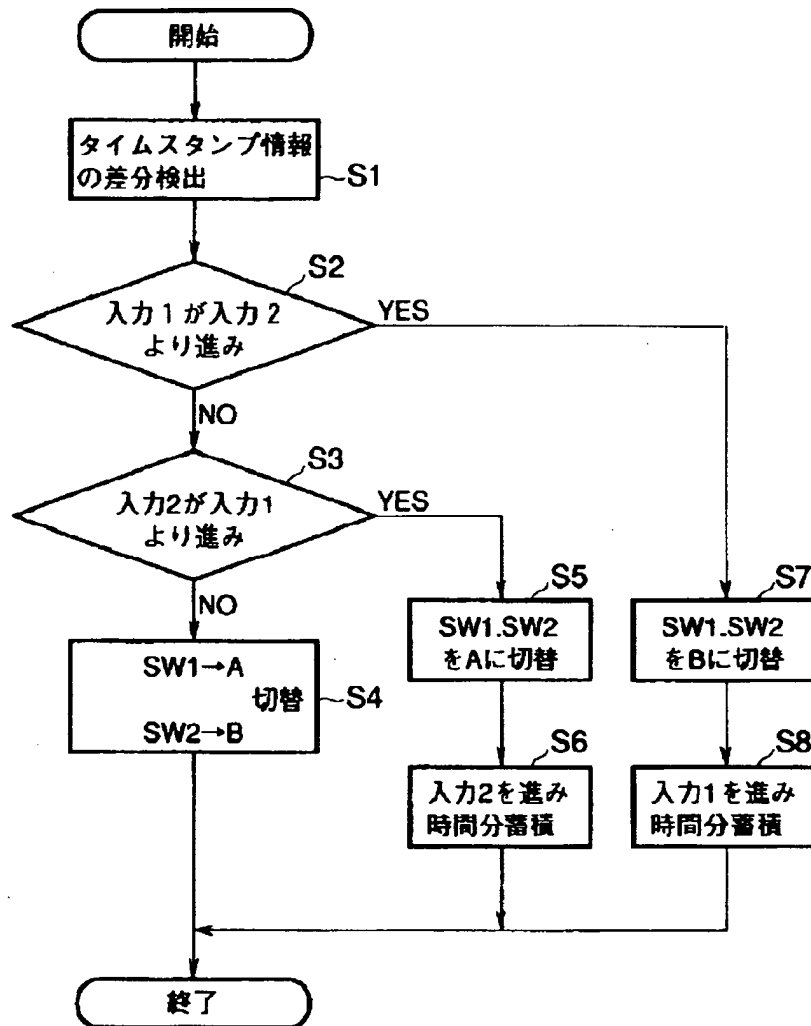 開始
タイムスタンプ情報
の差分検出
S1
S2
入力1が入力2
より進み
YES
NO
S3
入力2が入力1
より進み
YES
NO
S5
SW1.SW2
をAに切替
S7
SW1.SW2
をBに切替
SW1→A
切替
SW2→B
S4
S6
入力2を進み
時間分蓄積
S8
入力1を進み
時間分蓄積
終了